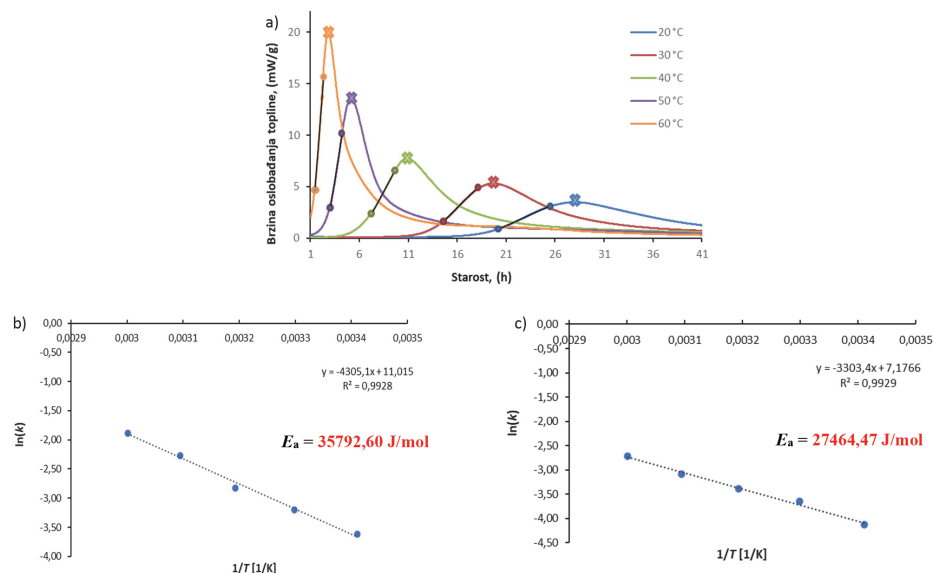 a)
Brzina oslobađanja topline, (mW/g)
20
15
10
5
0
1 6 11 16 21 26 31 36 41
Starost, (h)
20 °C
30 °C
40 °C
50 °C
60 °C
b)
0,00
0,0029 0,003 0,0031 0,0032 0,0033 0,0034 0,0035
-0,50
-1,00
-1,50
-2,00
-2,50
-3,00
-3,50
-4,00
ln(k)
y = -4305,1x + 11,015
R² = 0,9928
Ea = 35792,60 J/mol
1/T [1/K]
c)
0,00
0,0029 0,003 0,0031 0,0032 0,0033 0,0034 0,0035
-0,50
-1,00
-1,50
-2,00
-2,50
-3,00
-3,50
-4,00
-4,50
ln(k)
y = -3303,4x + 7,1766
R² = 0,9929
Ea = 27464,47 J/mol
1/T [1/K]